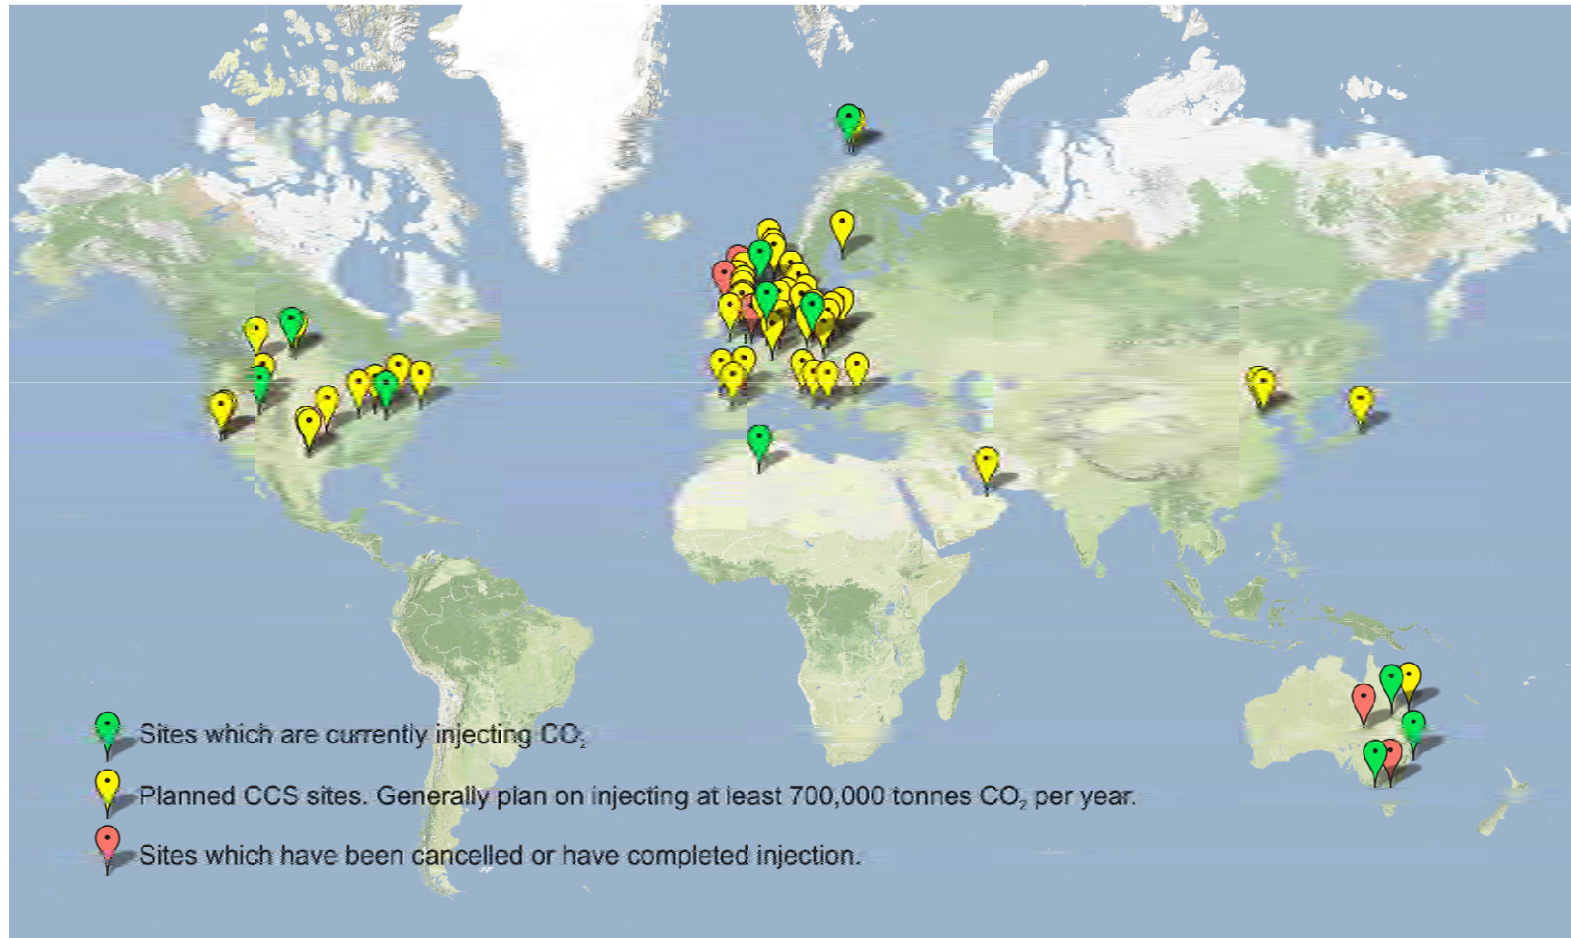 Sites which are currently injecting CO₂
Planned CCS sites. Generally plan on injecting at least 700,000 tonnes CO₂ per year.
Sites which have been cancelled or have completed injection.